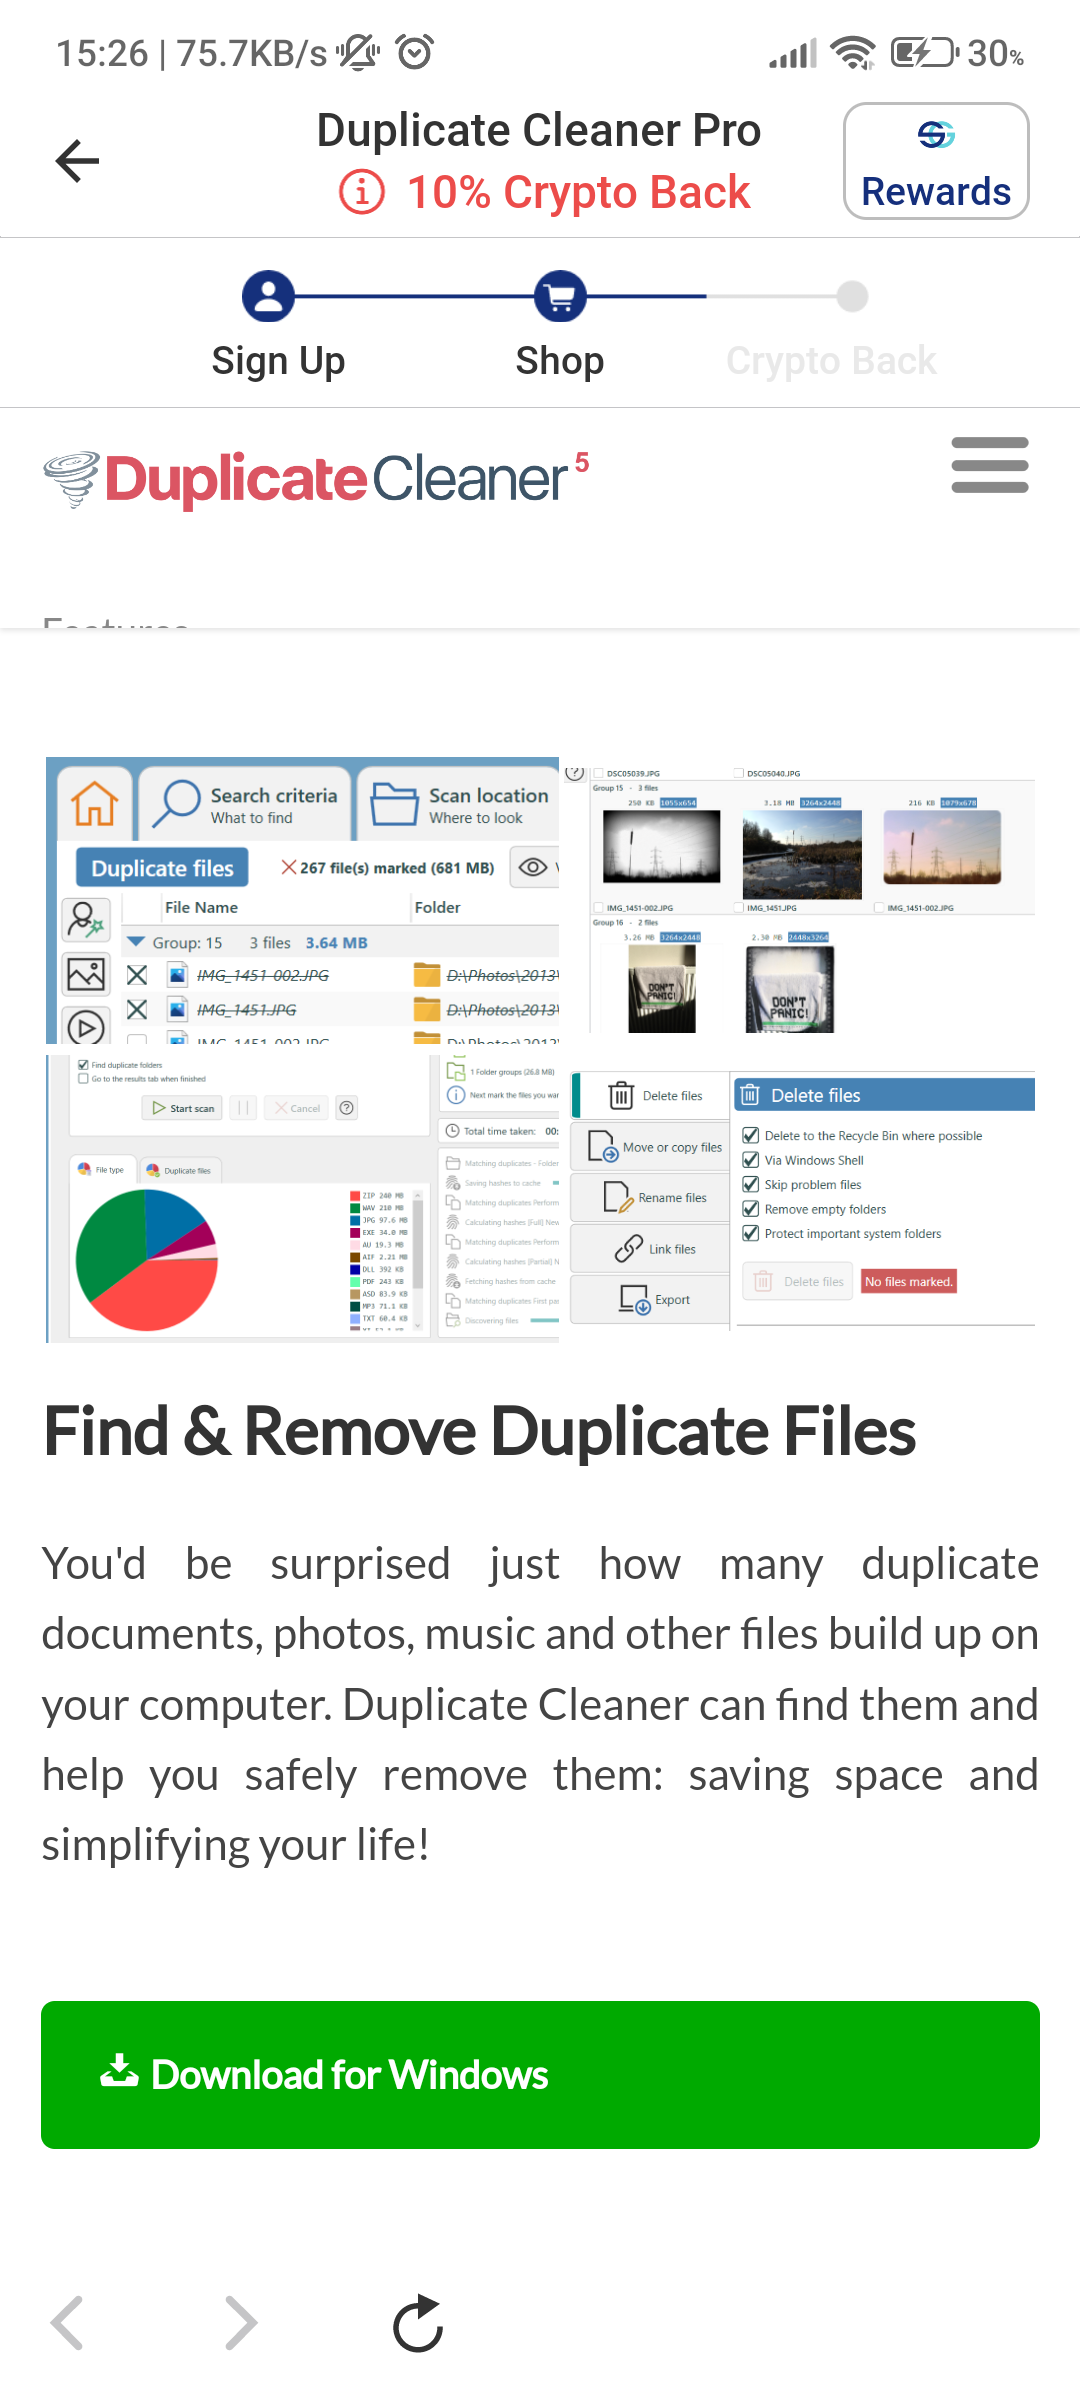 15:26 | 75.7KB/s
30%
Duplicate Cleaner Pro
10% Crypto Back
Rewards
Sign Up
Shop
Crypto Back
DuplicateCleaner 5
Features
Search criteria
What to find
Scan location
Where to look
Duplicate files
267 file(s) marked (681 MB)
File Name
Folder
Group: 15 3 files 3.64 MB
IMG_1451-002.JPG
D:\Photos\2013\
IMG_1451.JPG
D:\Photos\2013\
IMG_1451-002.JPG
D:\Photos\2013\
DSC05039.JPG
DSC05040.JPG
Group 15 - 3 files
250 KB 1055x654
3.18 MB 3264x2448
216 KB 1079x678
IMG_1451-002.JPG
IMG_1451.JPG
IMG_1451-002.JPG
Group 16 - 2 files
3.26 MB 3264x2448
2.30 MB 2448x3264
DON'T
PANIC!
DON'T
PANIC!
Find duplicate folders
Go to the results tab when finished
Start scan
Cancel
File type
Duplicate files
ZIP 240 MB
WAV 210 MB
JPG 97.6 MB
EXE 34.0 MB
AU 19.3 MB
AIF 2.21 MB
DLL 392 KB
PDF 243 KB
ASD 83.9 KB
MP3 71.1 KB
TXT 60.4 KB
1 Folder groups (26.8 MB)
Next mark the files you war
Total time taken: 00:
Matching duplicates - Folder
Saving hashes to cache
Matching duplicates Perform
Calculating hashes [Full] New
Matching duplicates Perform
Calculating hashes [Partial] N
Fetching hashes from cache
Matching duplicates First pa
Discovering files
Delete files
Move or copy files
Rename files
Link files
Export
Delete files
Delete to the Recycle Bin where possible
Via Windows Shell
Skip problem files
Remove empty folders
Protect important system folders
Delete files
No files marked.
Find & Remove Duplicate Files
You'd be surprised just how many duplicate
documents, photos, music and other files build up on
your computer. Duplicate Cleaner can find them and
help you safely remove them: saving space and
simplifying your life!
Download for Windows